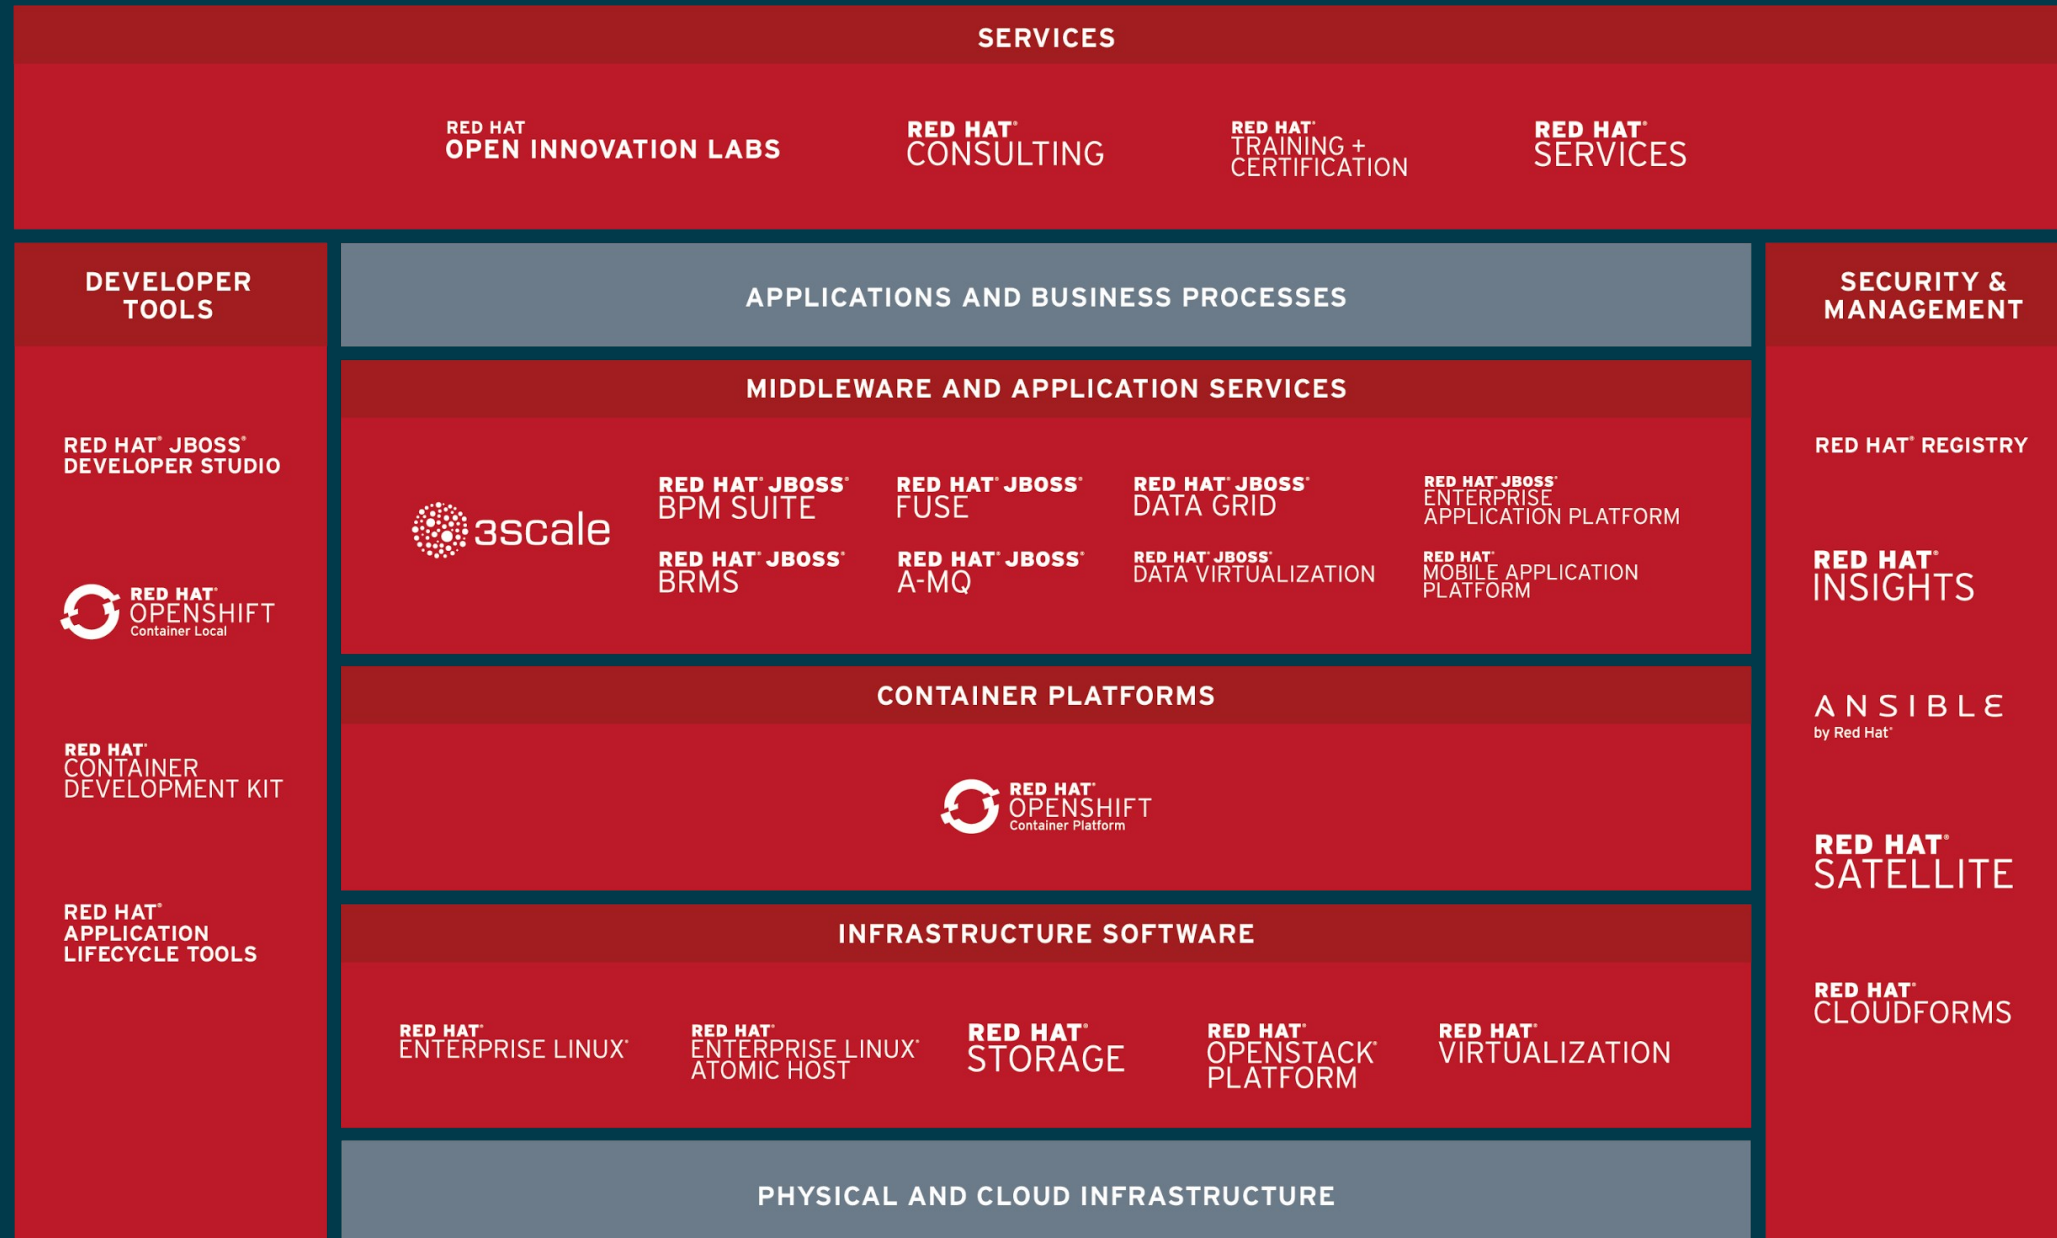 SERVICES
RED HAT
OPEN INNOVATION LABS
RED HAT®
CONSULTING
RED HAT®
TRAINING +
CERTIFICATION
RED HAT®
SERVICES
DEVELOPER
TOOLS
RED HAT® JBOSS®
DEVELOPER STUDIO
RED HAT®
OPENSHIFT
Container Local
RED HAT®
CONTAINER
DEVELOPMENT KIT
RED HAT®
APPLICATION
LIFECYCLE TOOLS
APPLICATIONS AND BUSINESS PROCESSES
MIDDLEWARE AND APPLICATION SERVICES
3scale
RED HAT® JBOSS®
BPM SUITE
RED HAT® JBOSS®
FUSE
RED HAT® JBOSS®
DATA GRID
RED HAT® JBOSS®
ENTERPRISE
APPLICATION PLATFORM
RED HAT® JBOSS®
BRMS
RED HAT® JBOSS®
A-MQ
RED HAT® JBOSS®
DATA VIRTUALIZATION
RED HAT®
MOBILE APPLICATION
PLATFORM
CONTAINER PLATFORMS
RED HAT®
OPENSHIFT
Container Platform
INFRASTRUCTURE SOFTWARE
RED HAT®
ENTERPRISE LINUX®
RED HAT®
ENTERPRISE LINUX®
ATOMIC HOST
RED HAT®
STORAGE
RED HAT®
OPENSTACK®
PLATFORM
RED HAT®
VIRTUALIZATION
PHYSICAL AND CLOUD INFRASTRUCTURE
SECURITY &
MANAGEMENT
RED HAT® REGISTRY
RED HAT®
INSIGHTS
ANSIBLE
by Red Hat®
RED HAT®
SATELLITE
RED HAT®
CLOUDFORMS